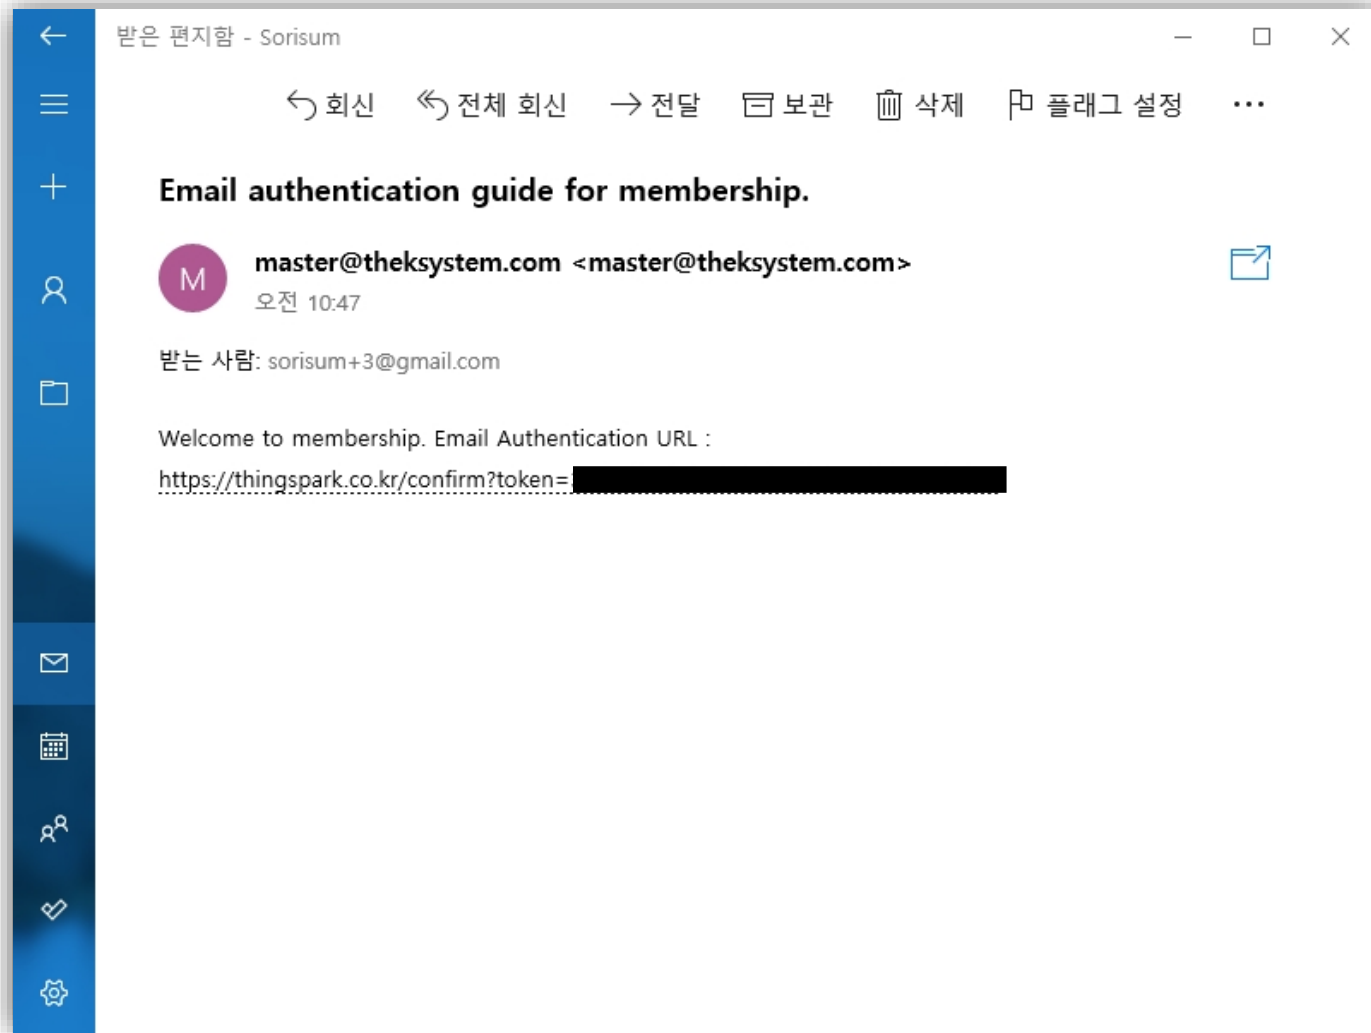 받은 편지함 - Sorisum
회신 전체 회신 전달 보관 삭제 플래그 설정 ...
Email authentication guide for membership.
M
master@theksystem.com <master@theksystem.com>
오전 10:47
받는 사람: sorisum+3@gmail.com
Welcome to membership. Email Authentication URL :
https://thingspark.co.kr/confirm?token=